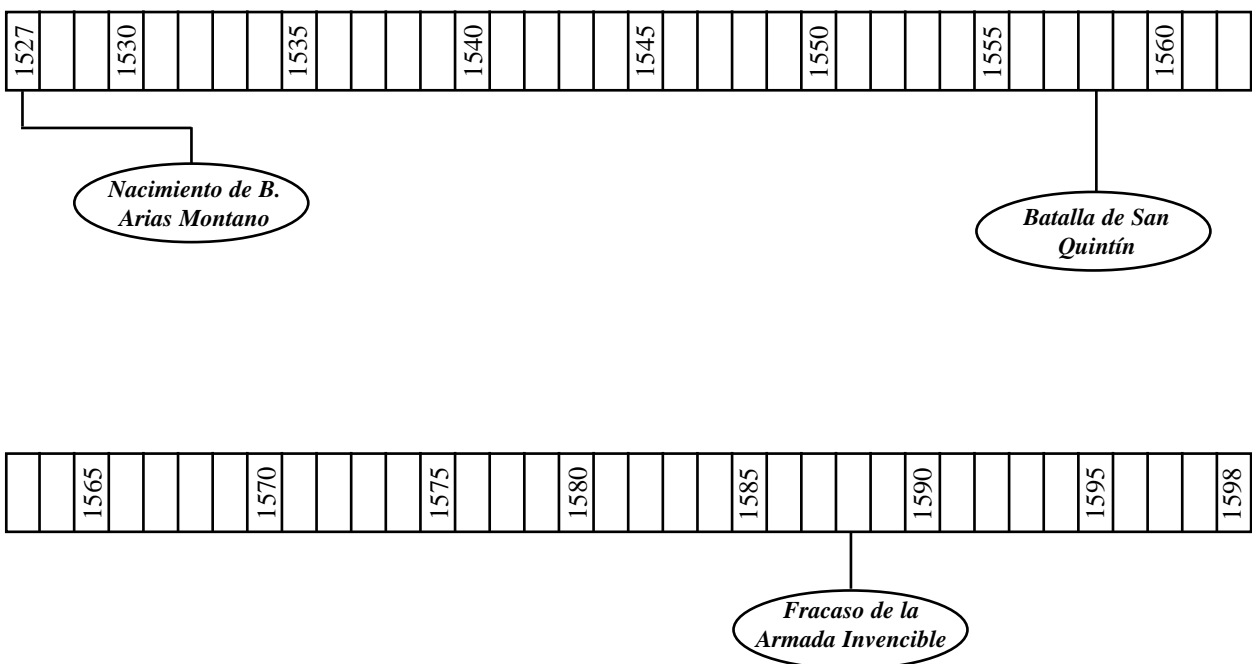 1527 1530 1535 1540 1545 1550 1555 1560
Nacimiento de B.
Arias Montano
Batalla de San
Quintín
1565 1570 1575 1580 1585 1590 1595 1598
Fracaso de la
Armada Invencible